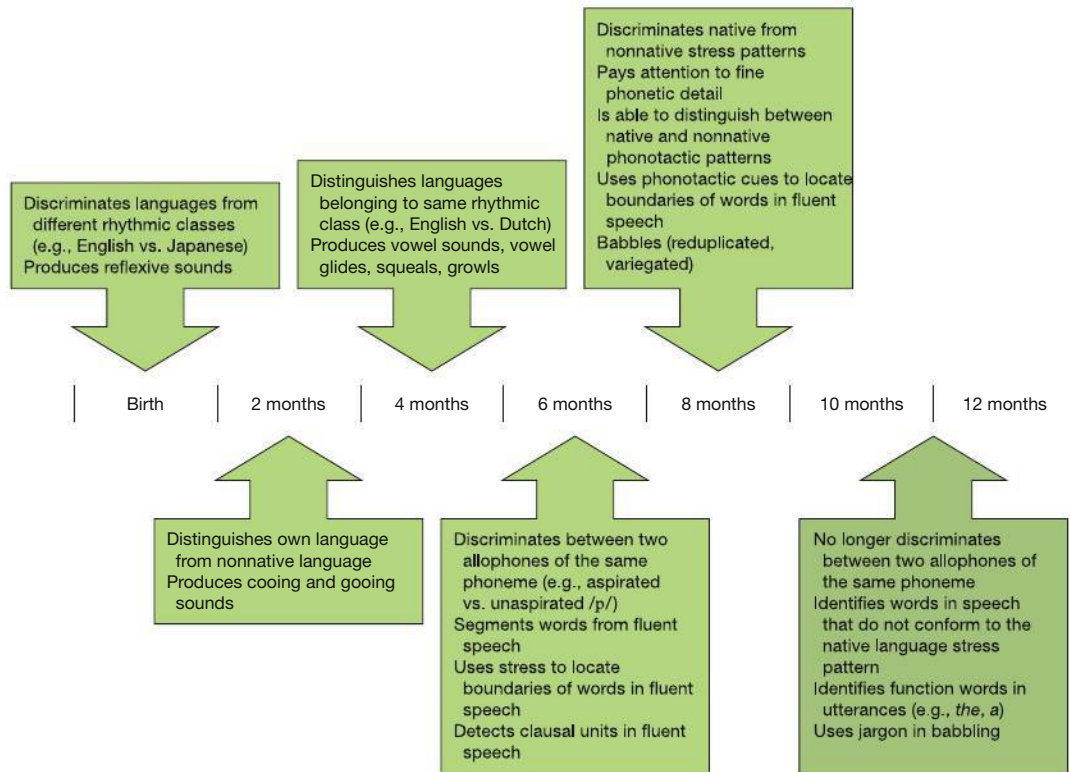 Discriminates native from
nonnative stress patterns
Pays attention to fine
phonetic detail
Is able to distinguish between
native and nonnative
phonotactic patterns
Uses phonotactic cues to locate
boundaries of words in fluent
speech
Babbles (reduplicated,
variegated)
Distinguishes languages
belonging to same rhythmic
class (e.g., English vs. Dutch)
Produces vowel sounds, vowel
glides, squeals, growls
Discriminates languages from
different rhythmic classes
(e.g., English vs. Japanese)
Produces reflexive sounds
Birth
2 months
4 months
6 months
8 months
10 months
12 months
Distinguishes own language
from nonnative language
Produces cooing and gooing
sounds
Discriminates between two
allophones of the same
phoneme (e.g., aspirated
vs. unaspirated /p/)
Segments words from fluent
speech
Uses stress to locate
boundaries of words in fluent
speech
Detects clausal units in fluent
speech
No longer discriminates
between two allophones of
the same phoneme
Identifies words in speech
that do not conform to the
native language stress
pattern
Identifies function words in
utterances (e.g., the, a)
Uses jargon in babbling